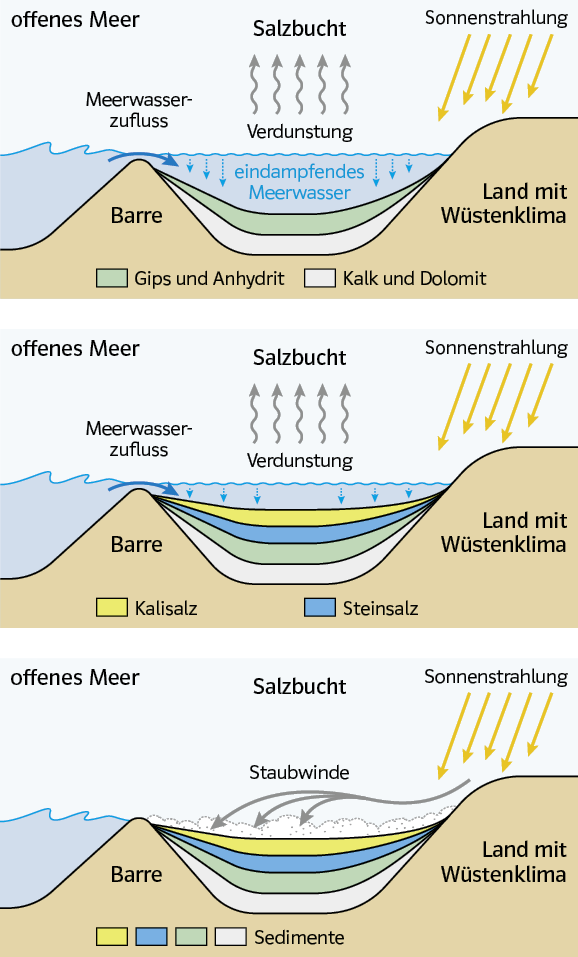 offenes Meer
Salzbucht
Sonnenstrahlung
Meerwasser-
zufluss
Verdunstung
eindampfendes
Meerwasser
Barre
Land mit
Wüstenklima
Gips und Anhydrit
Kalk und Dolomit
offenes Meer
Salzbucht
Sonnenstrahlung
Meerwasser-
zufluss
Verdunstung
Barre
Land mit
Wüstenklima
Kalisalz
Steinsalz
offenes Meer
Salzbucht
Sonnenstrahlung
Staubwinde
Barre
Land mit
Wüstenklima
Sedimente